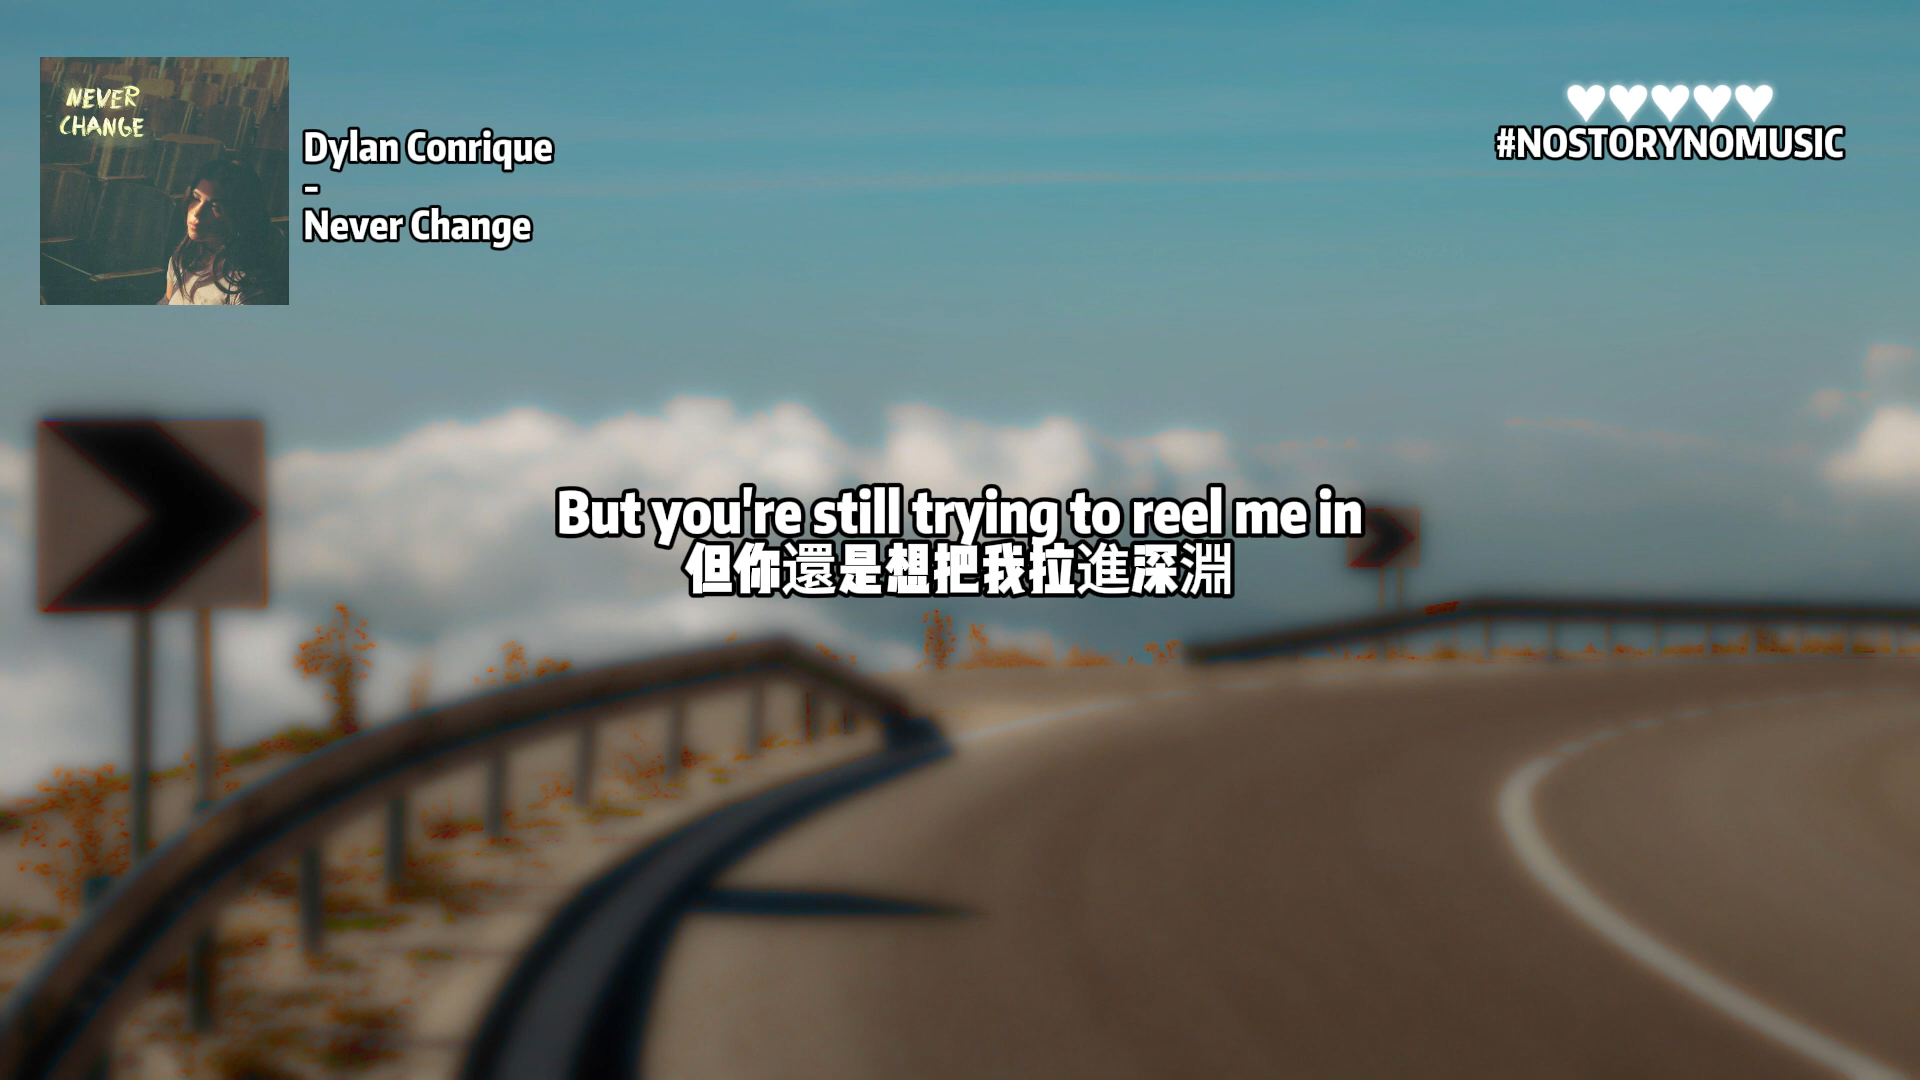 NEVER
CHANGE
Dylan Conrique
-
Never Change
♥♥♥♥♥
#NOSTORYNOMUSIC
But you're still trying to reel me in
但你還是想把我拉進深淵